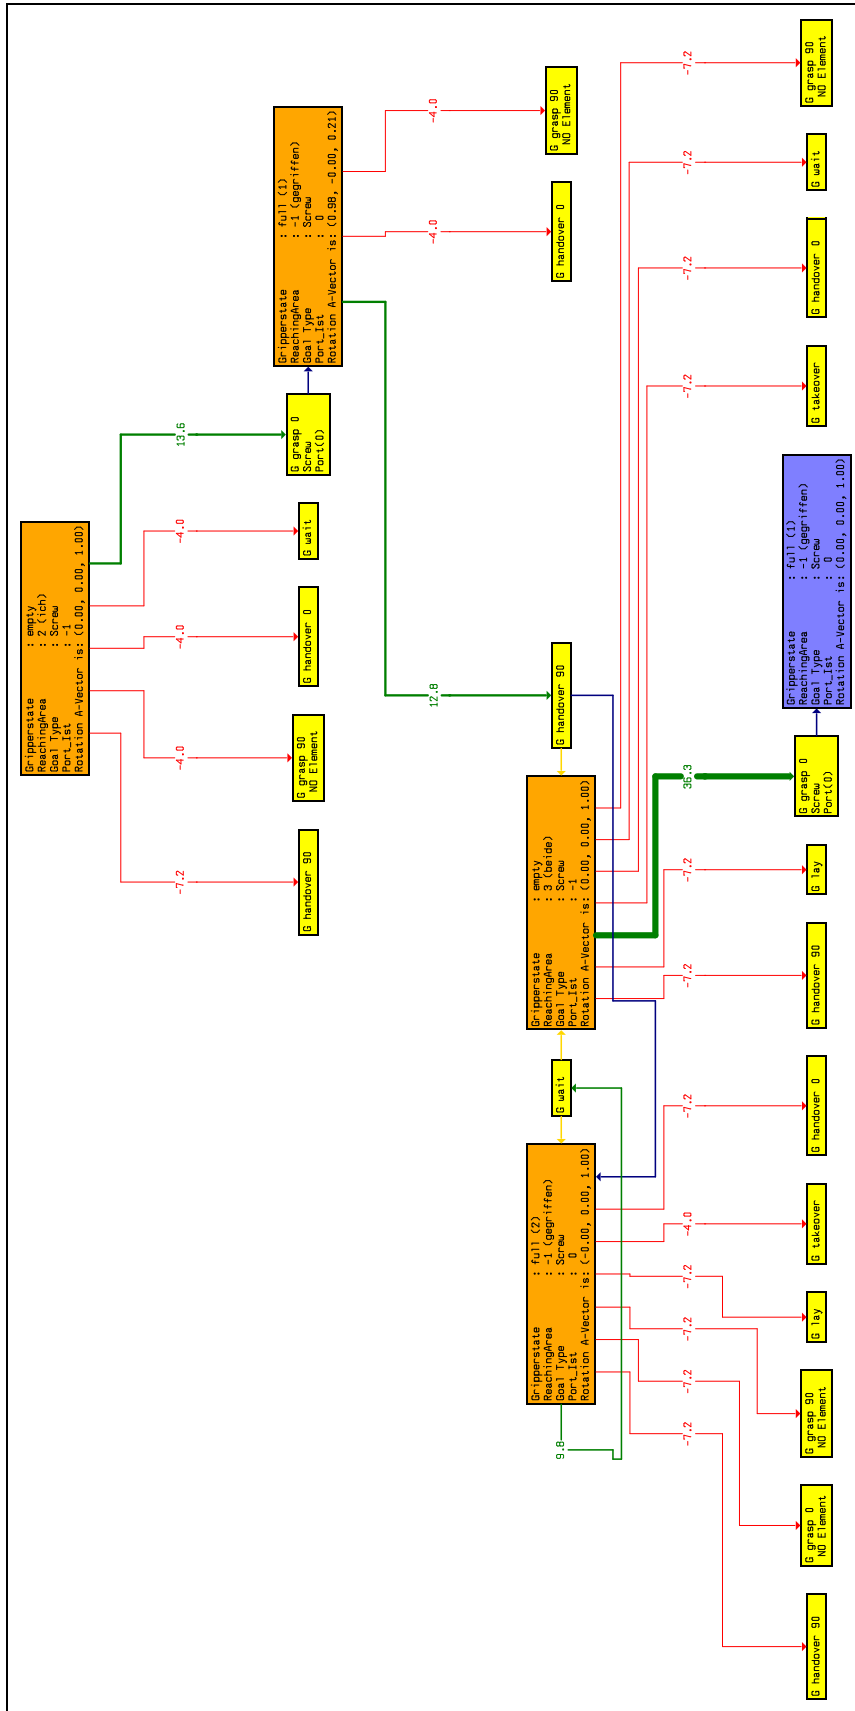 Gripperstate : empty
ReachingArea : 2 (ich)
Goal Type : Screw
Port_Ist : -1
Rotation A-Vector is: (0.00, 0.00, 1.00)
13.6
-4.0
-4.0
-4.0
-7.2
G grasp 0
Screw
Port(0)
G wait
G handover 0
G grasp 90
NO Element
G handover 90
Gripperstate : full (1)
ReachingArea : -1 (gegriffen)
Goal Type : Screw
Port_Ist : 0
Rotation A-Vector is: (0.98, -0.00, 0.21)
-4.0
-4.0
12.8
G grasp 90
NO Element
G handover 0
G handover 90
Gripperstate : empty
ReachingArea : 3 (beide)
Goal Type : Screw
Port_Ist : -1
Rotation A-Vector is: (0.00, 0.00, 1.00)
G wait
Gripperstate : full (2)
ReachingArea : -1 (gegriffen)
Goal Type : Screw
Port_Ist : 0
Rotation A-Vector is: (-0.00, 0.00, 1.00)
9.8
-7.2
-7.2
-7.2
-7.2
36.3
-7.2
-7.2
-7.2
-4.0
-7.2
-7.2
-7.2
-7.2
G grasp 90
NO Element
G wait
G handover 0
G takeover
Gripperstate : full (1)
ReachingArea : -1 (gegriffen)
Goal Type : Screw
Port_Ist : 0
Rotation A-Vector is: (0.00, 0.00, 1.00)
G grasp 0
Screw
Port(0)
G lay
G handover 90
G handover 0
G takeover
G lay
G grasp 90
NO Element
G grasp 0
NO Element
G handover 90